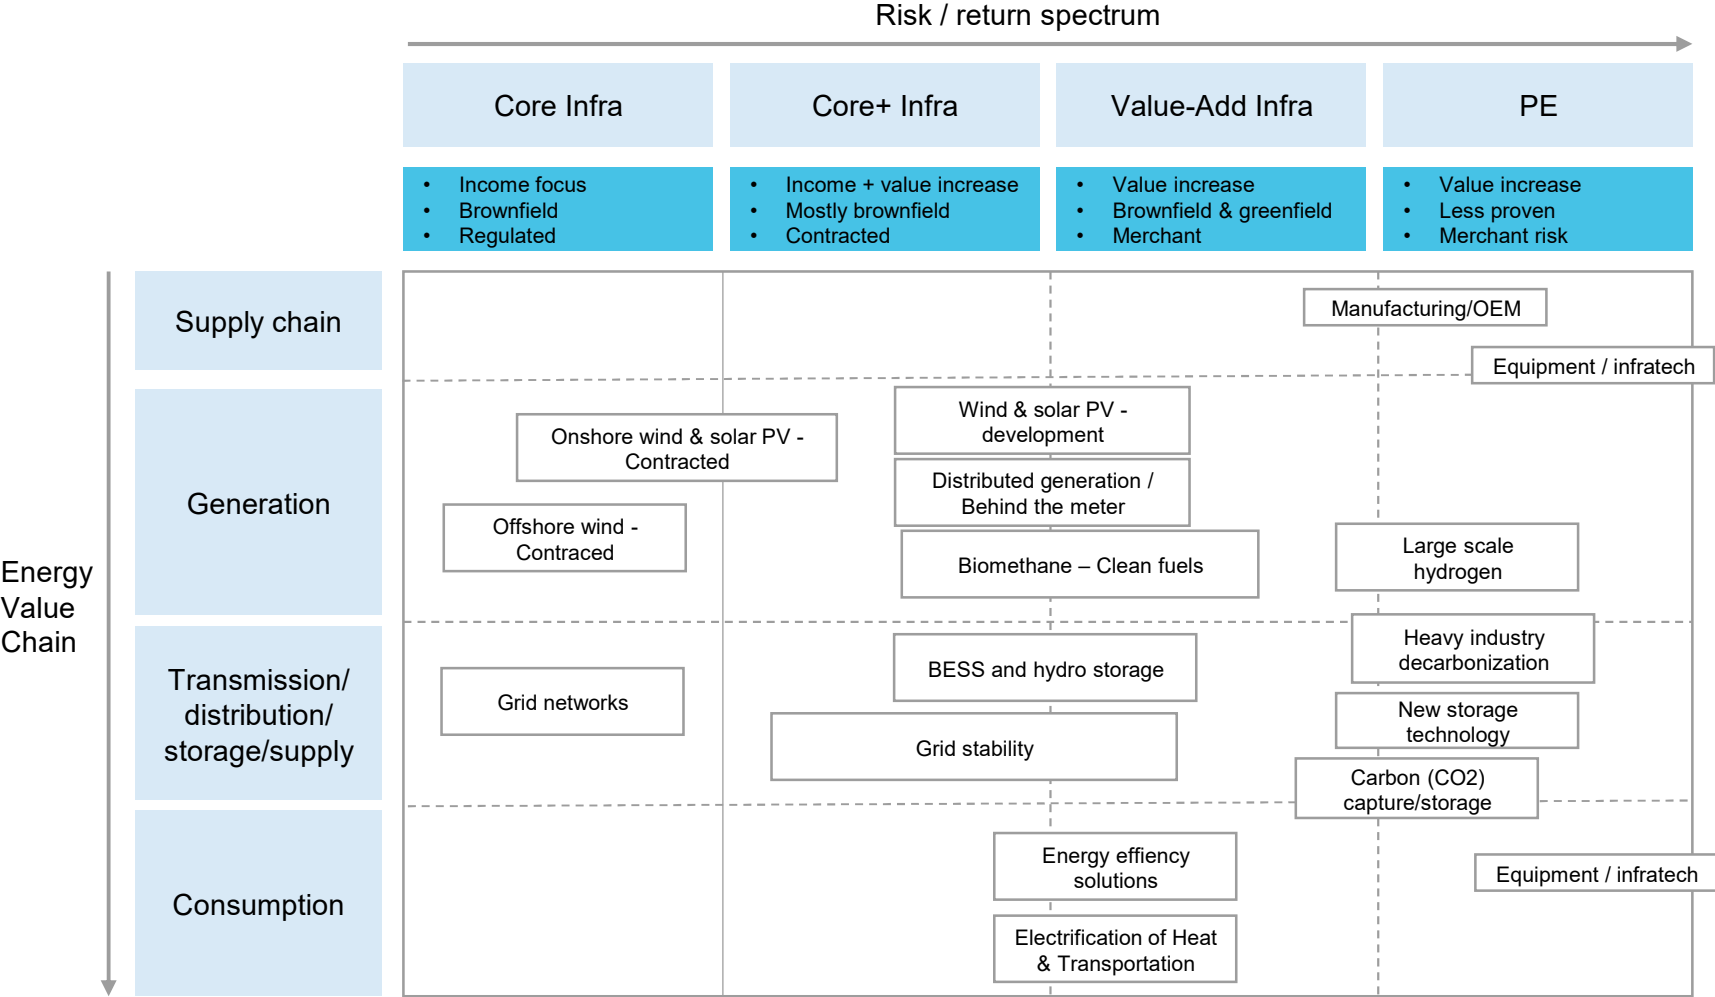 Risk / return spectrum
Core Infra
Core+ Infra
Value-Add Infra
PE
• Income focus
• Brownfield
• Regulated
• Income + value increase
• Mostly brownfield
• Contracted
• Value increase
• Brownfield & greenfield
• Merchant
• Value increase
• Less proven
• Merchant risk
Energy
Value
Chain
Supply chain
Manufacturing/OEM
Equipment / infratech
Generation
Onshore wind & solar PV -
Contracted
Offshore wind -
Contraced
Wind & solar PV -
development
Distributed generation /
Behind the meter
Biomethane – Clean fuels
Large scale
hydrogen
Transmission/
distribution/
storage/supply
Grid networks
BESS and hydro storage
Grid stability
Heavy industry
decarbonization
New storage
technology
Carbon (CO2)
capture/storage
Consumption
Energy effiency
solutions
Electrification of Heat
& Transportation
Equipment / infratech